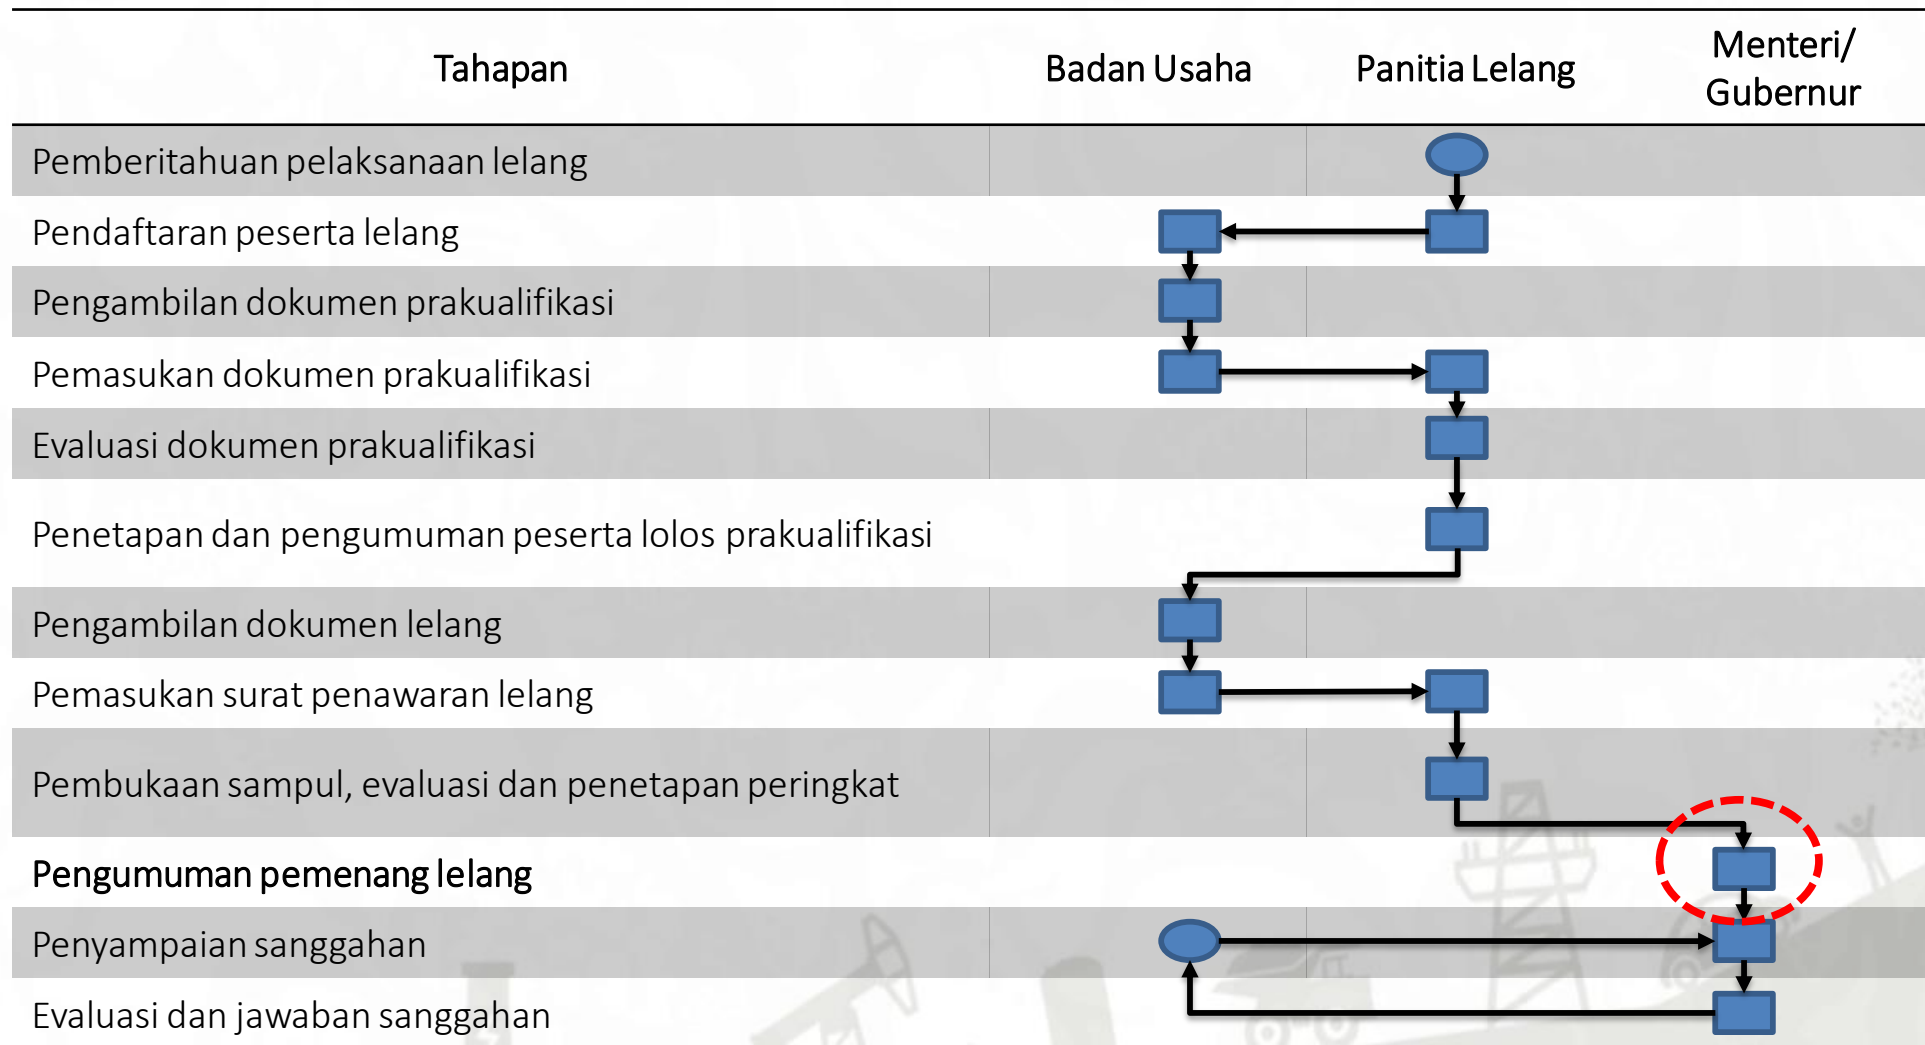 Tahapan
Badan Usaha
Panitia Lelang
Menteri/
Gubernur
Pemberitahuan pelaksanaan lelang
Pendaftaran peserta lelang
Pengambilan dokumen prakualifikasi
Pemasukan dokumen prakualifikasi
Evaluasi dokumen prakualifikasi
Penetapan dan pengumuman peserta lolos prakualifikasi
Pengambilan dokumen lelang
Pemasukan surat penawaran lelang
Pembukaan sampul, evaluasi dan penetapan peringkat
Pengumuman pemenang lelang
Penyampaian sanggahan
Evaluasi dan jawaban sanggahan